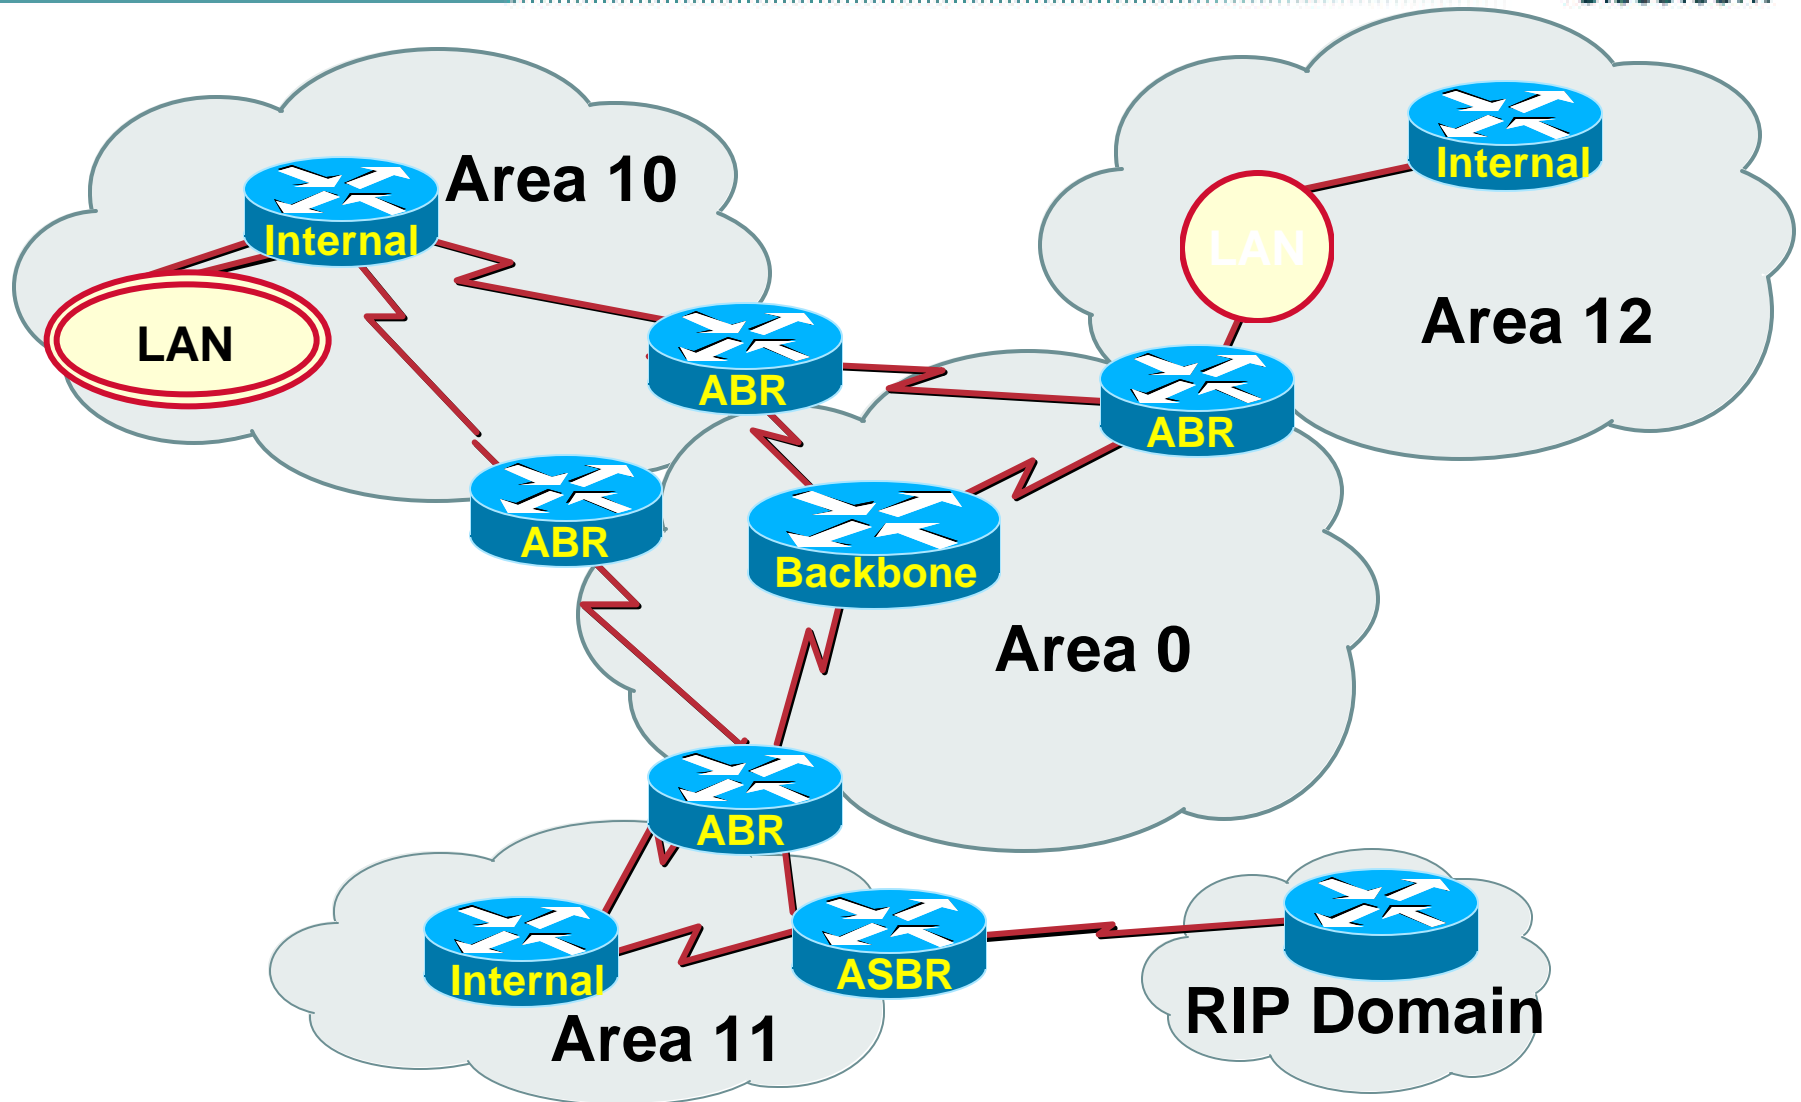 Area 10
Internal
LAN
ABR
ABR
Internal
LAN
Area 12
ABR
Backbone
Area 0
ABR
Internal
ASBR
Area 11
RIP Domain